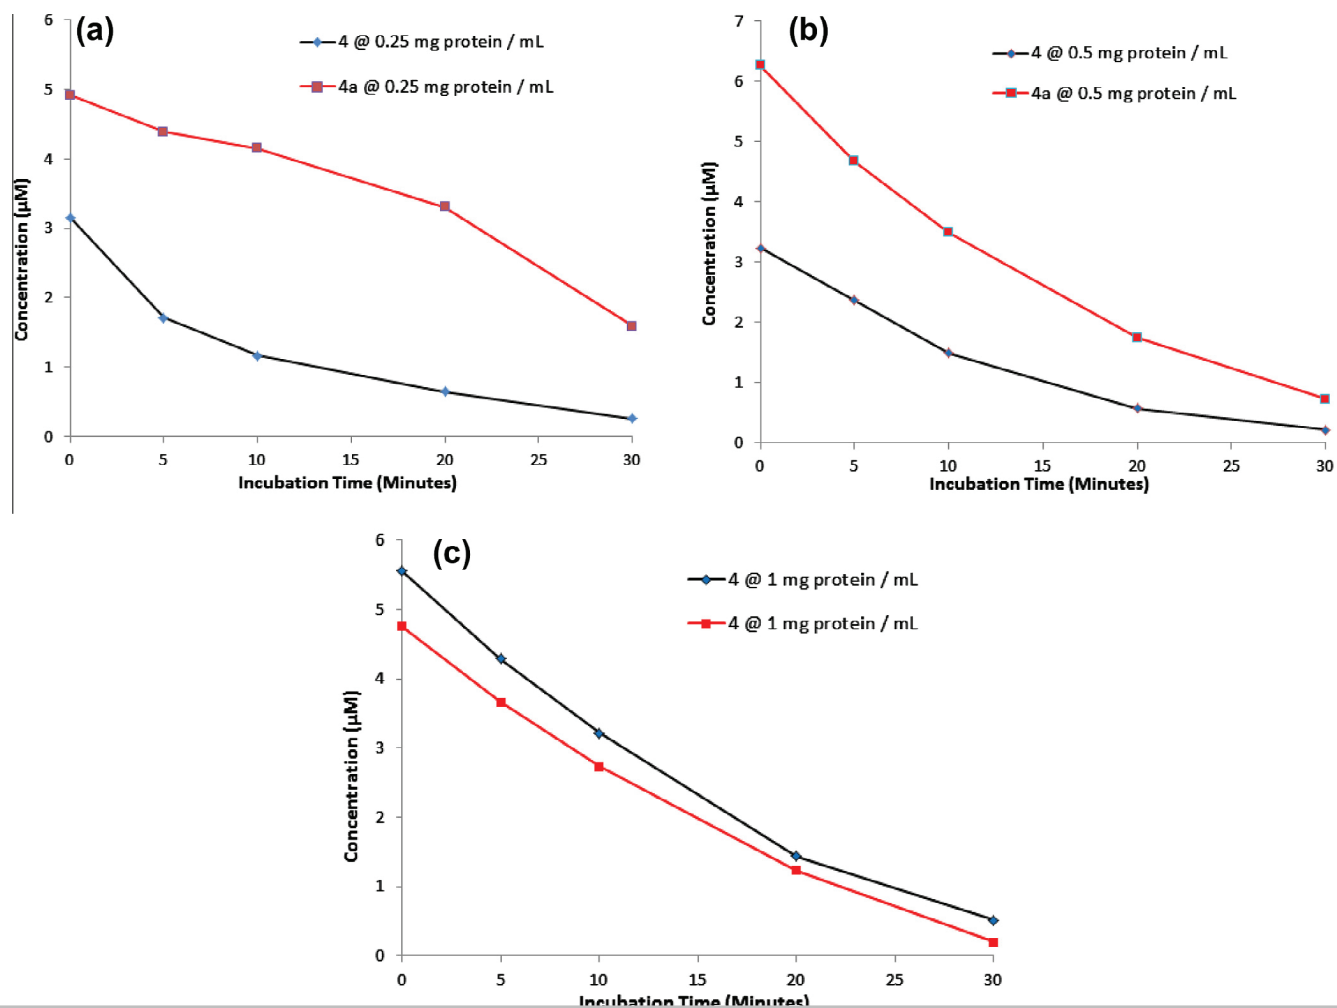 (a)
4 @ 0.25 mg protein / mL
4a @ 0.25 mg protein / mL
Concentration (µM)
6
5
4
3
2
1
0
0 5 10 15 20 25 30
Incubation Time (Minutes)
(b)
4 @ 0.5 mg protein / mL
4a @ 0.5 mg protein / mL
Concentration (µM)
7
6
5
4
3
2
1
0
0 5 10 15 20 25 30
Incubation Time (Minutes)
(c)
4 @ 1 mg protein / mL
4 @ 1 mg protein / mL
Concentration (µM)
6
5
4
3
2
1
0
0 5 10 15 20 25 30
Incubation Time (Minutes)